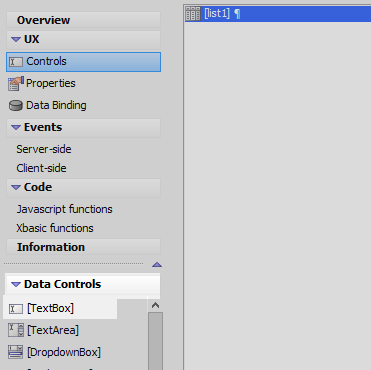 Overview
UX
Controls
Properties
Data Binding
Events
Server-side
Client-side
Code
Javascript functions
Xbasic functions
Information
Data Controls
[TextBox]
[TextArea]
[DropdownBox]
[list1] ¶